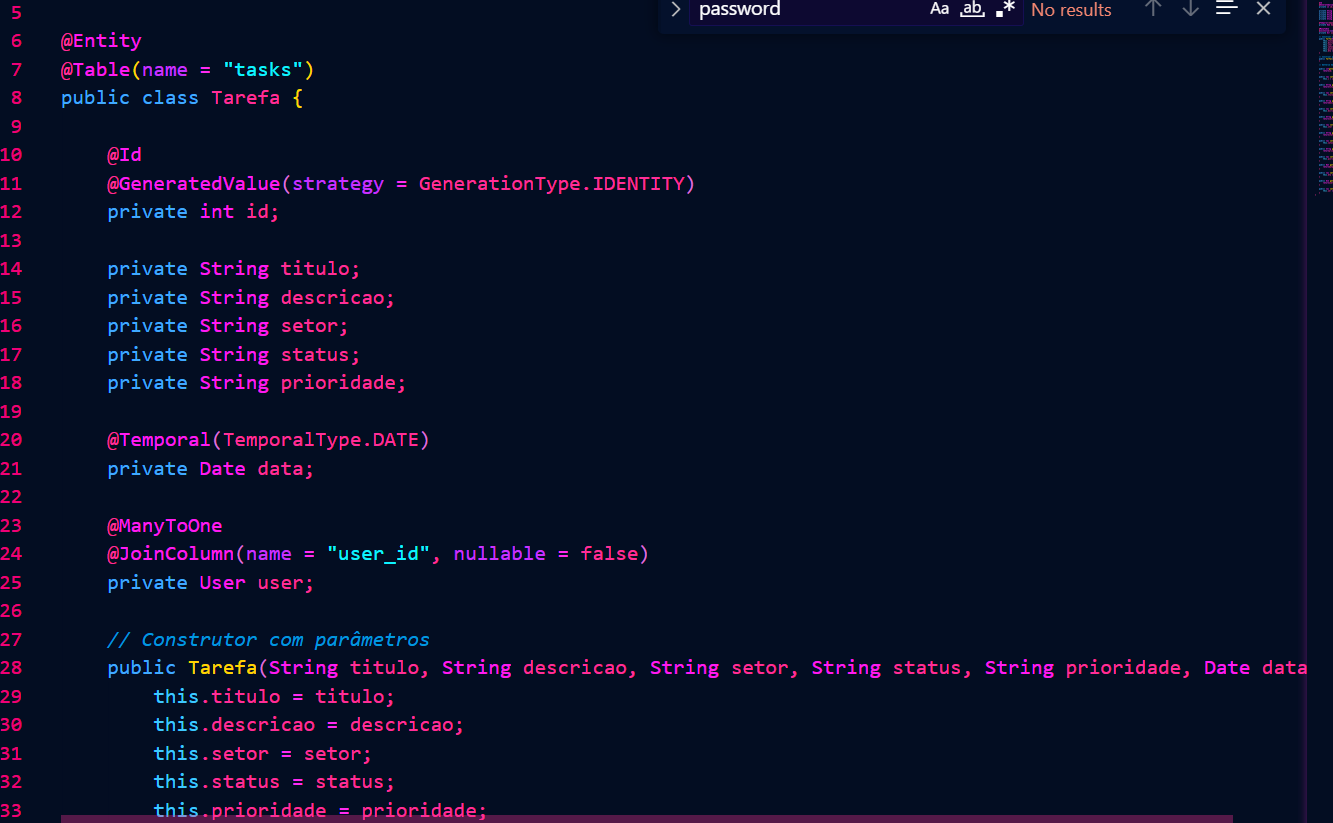 password Aa ab, .* No results
5
6 @Entity
7 @Table(name = "tasks")
8 public class Tarefa {
9
10     @Id
11     @GeneratedValue(strategy = GenerationType.IDENTITY)
12     private int id;
13
14     private String titulo;
15     private String descricao;
16     private String setor;
17     private String status;
18     private String prioridade;
19
20     @Temporal(TemporalType.DATE)
21     private Date data;
22
23     @ManyToOne
24     @JoinColumn(name = "user_id", nullable = false)
25     private User user;
26
27     // Construtor com parâmetros
28     public Tarefa(String titulo, String descricao, String setor, String status, String prioridade, Date data
29         this.titulo = titulo;
30         this.descricao = descricao;
31         this.setor = setor;
32         this.status = status;
33         this.prioridade = prioridade;